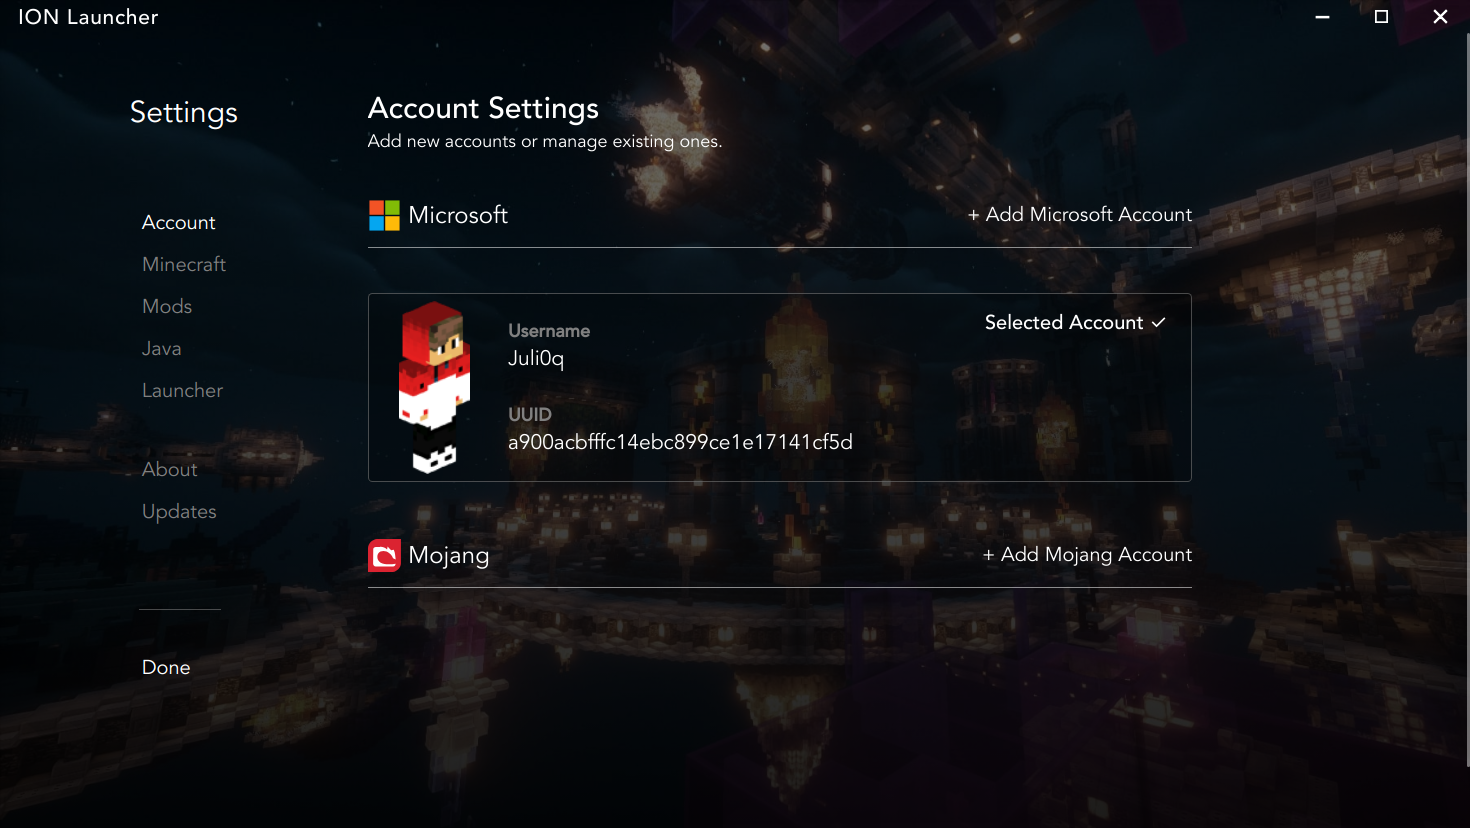 ION Launcher
Settings
Account
Minecraft
Mods
Java
Launcher
About
Updates
Done
Account Settings
Add new accounts or manage existing ones.
Microsoft
+ Add Microsoft Account
Selected Account ✓
Username
Juli0q
UUID
a900acbfffc14ebc899ce1e17141cf5d
Mojang
+ Add Mojang Account